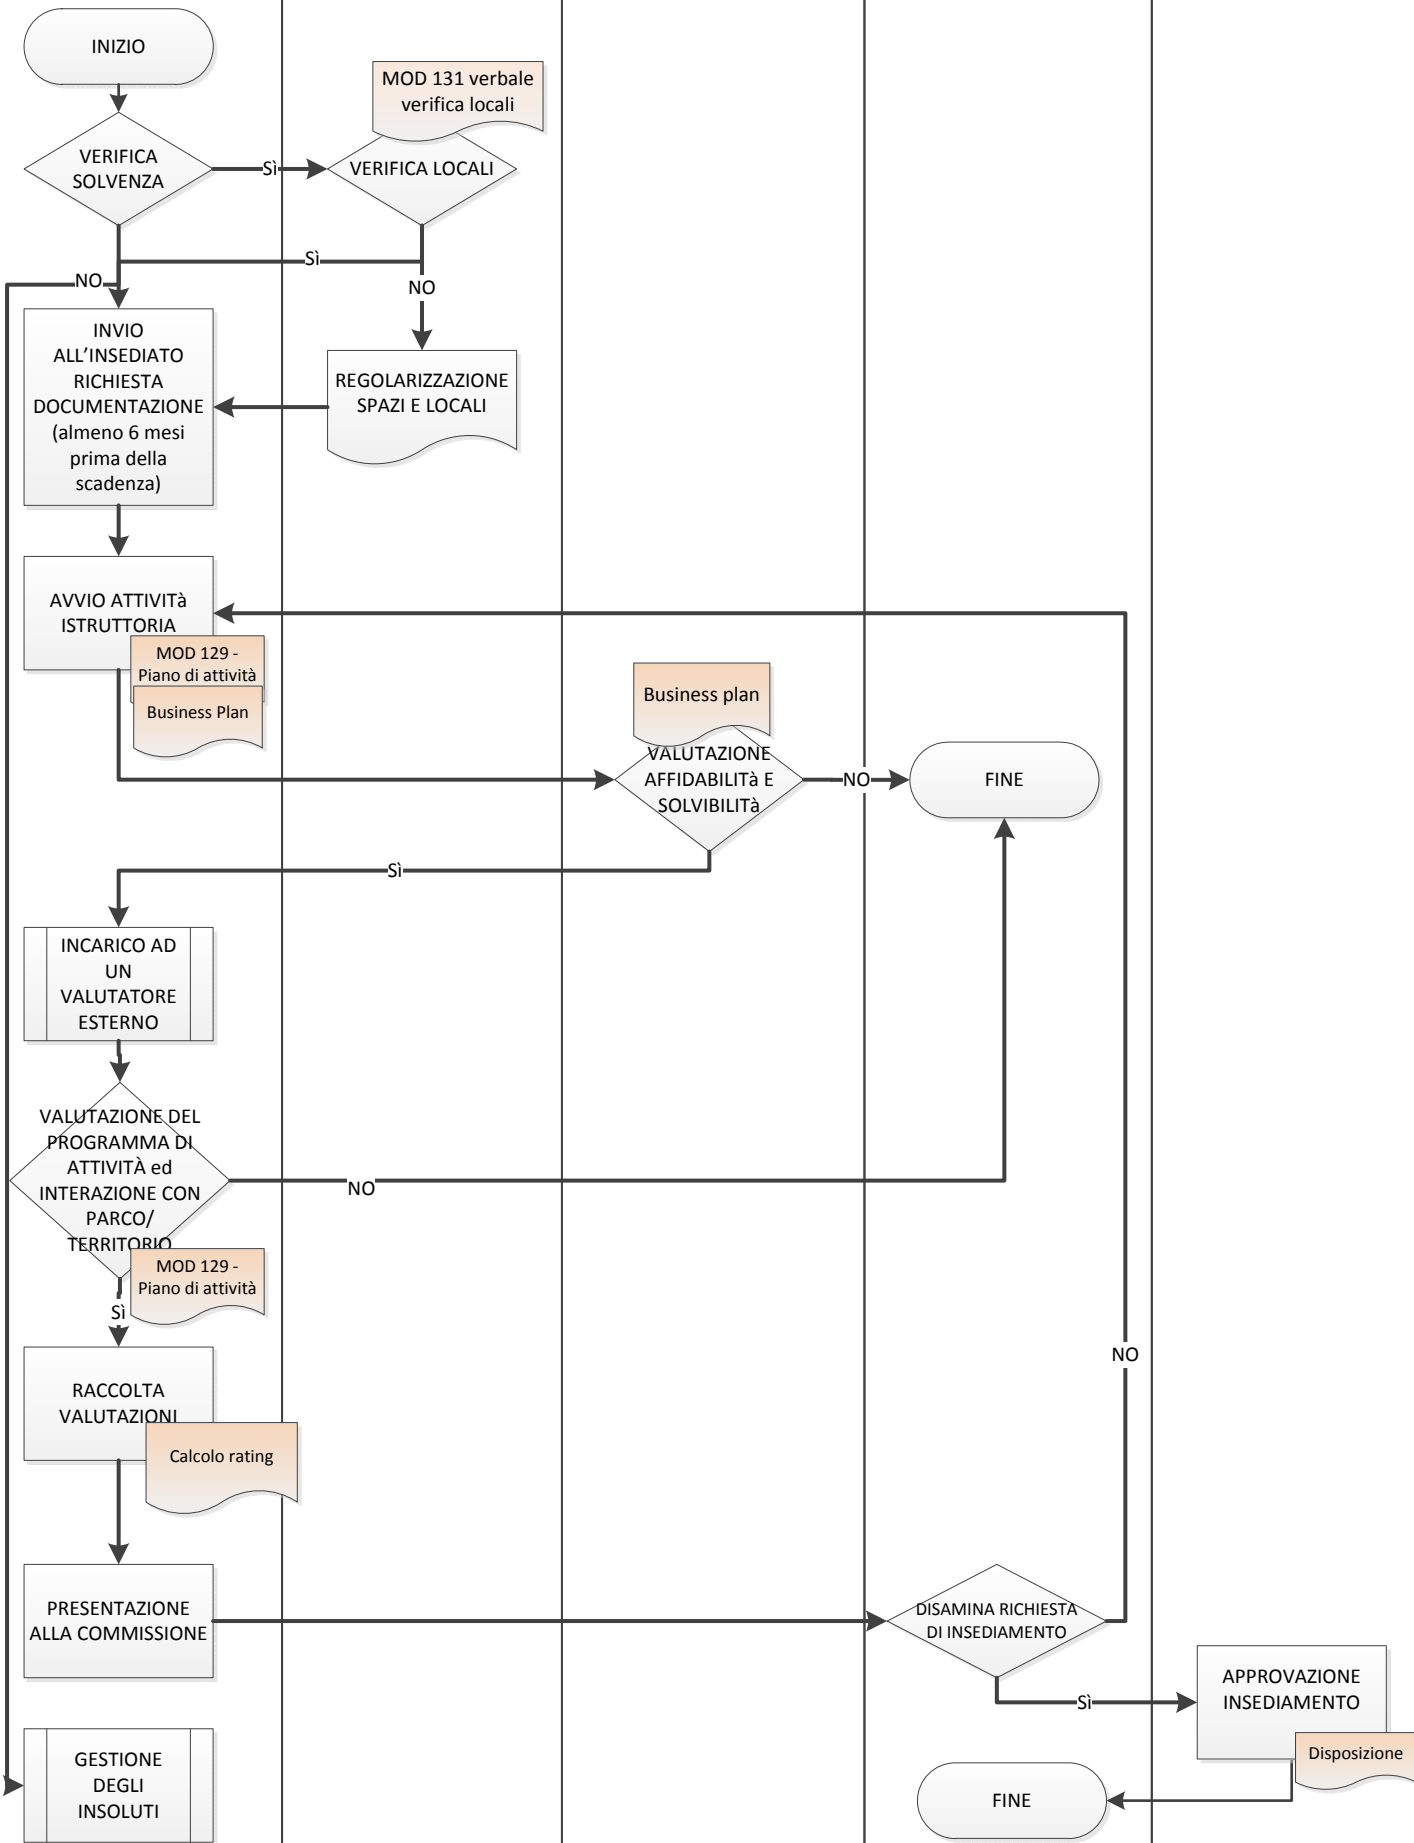 INIZIO
MOD 131 verbale
verifica locali
VERIFICA
SOLVENZA
Sì
VERIFICA LOCALI
Sì
NO
NO
INVIO
ALL'INSEDIATO
RICHIESTA
DOCUMENTAZIONE
(almeno 6 mesi
prima della
scadenza)
REGOLARIZZAZIONE
SPAZI E LOCALI
AVVIO ATTIVITà
ISTRUTTORIA
MOD 129 -
Piano di attività
Business Plan
Business plan
VALUTAZIONE
AFFIDABILITà E
SOLVIBILITà
NO
FINE
Sì
INCARICO AD
UN
VALUTATORE
ESTERNO
VALUTAZIONE DEL
PROGRAMMA DI
ATTIVITÀ ed
INTERAZIONE CON
PARCO/
TERRITORIO
NO
MOD 129 -
Piano di attività
Sì
NO
RACCOLTA
VALUTAZIONI
Calcolo rating
PRESENTAZIONE
ALLA COMMISSIONE
DISAMINA RICHIESTA
DI INSEDIAMENTO
Sì
APPROVAZIONE
INSEDIAMENTO
Disposizione
GESTIONE
DEGLI
INSOLUTI
FINE